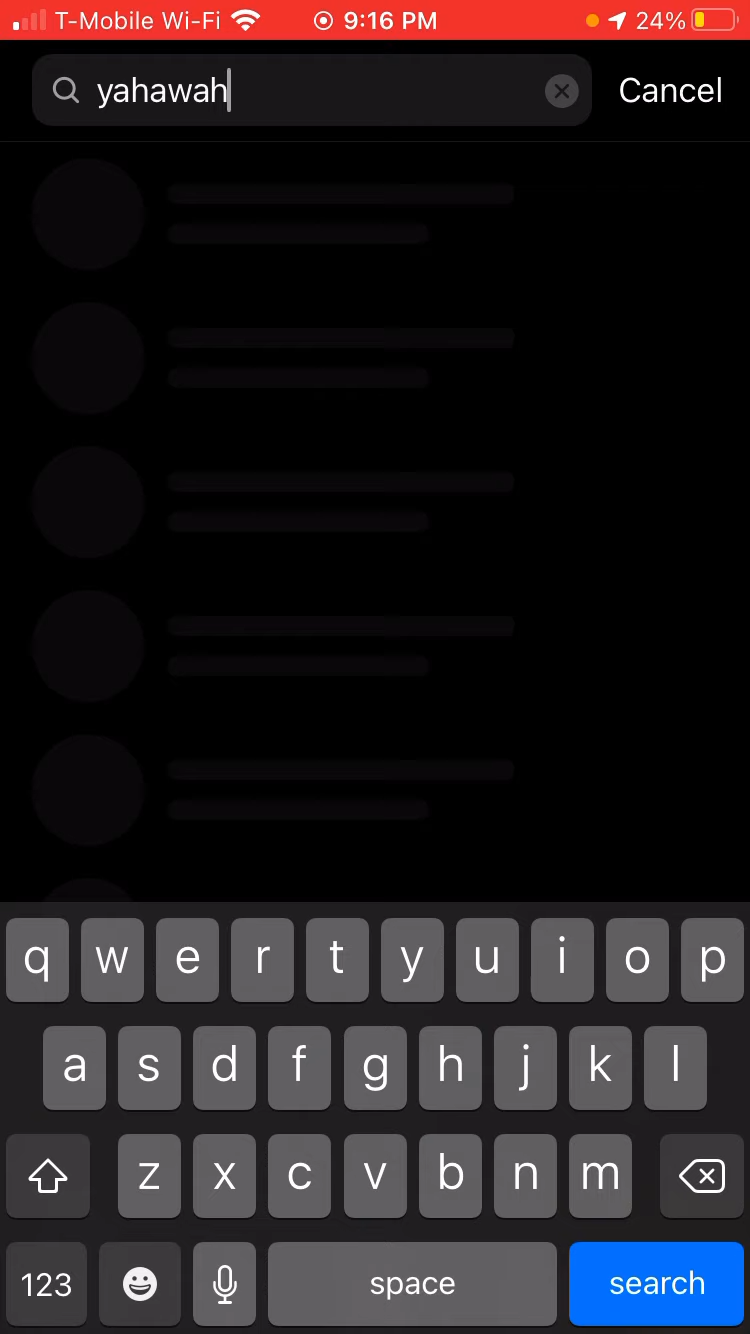 T-Mobile Wi-Fi 9:16 PM 24%
yahawah Cancel
q w e r t y u i o p
a s d f g h j k l
z x c v b n m
123 space search